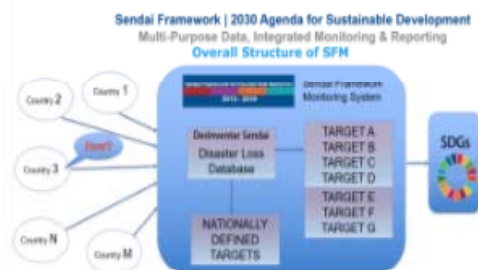 Sendai Framework | 2030 Agenda for Sustainable Development
Multi-Purpose Data, Integrated Monitoring & Reporting
Overall Structure of SFM
Country 1
Country 2
Country 3
Country N
Country M
2015 - 2030
Sendai Framework
Monitoring System
DesInventar Sendai
Disaster Loss
Database
NATIONALLY
DEFINED
TARGETS
TARGET A
TARGET B
TARGET C
TARGET D
TARGET E
TARGET F
TARGET G
SDGs